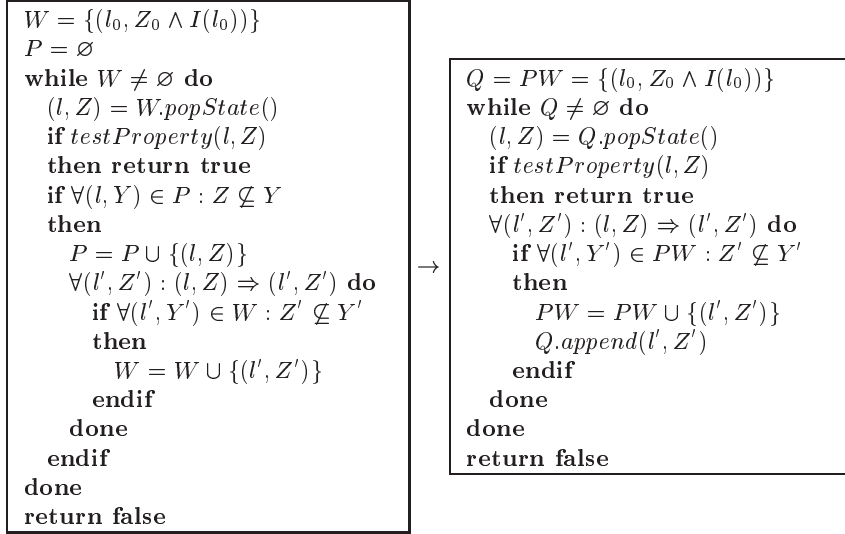 W = {(l₀, Z₀ ∧ I(l₀))}
P = ∅
while W ≠ ∅ do
(l, Z) = W.popState()
if testProperty(l, Z)
then return true
if ∀(l, Y) ∈ P : Z ⊈ Y
then
P = P ∪ {(l, Z)}
∀(l′, Z′) : (l, Z) ⇒ (l′, Z′) do
if ∀(l′, Y′) ∈ W : Z′ ⊈ Y′
then
W = W ∪ {(l′, Z′)}
endif
done
endif
done
return false
→
Q = PW = {(l₀, Z₀ ∧ I(l₀))}
while Q ≠ ∅ do
(l, Z) = Q.popState()
if testProperty(l, Z)
then return true
∀(l′, Z′) : (l, Z) ⇒ (l′, Z′) do
if ∀(l′, Y′) ∈ PW : Z′ ⊈ Y′
then
PW = PW ∪ {(l′, Z′)}
Q.append(l′, Z′)
endif
done
done
return false